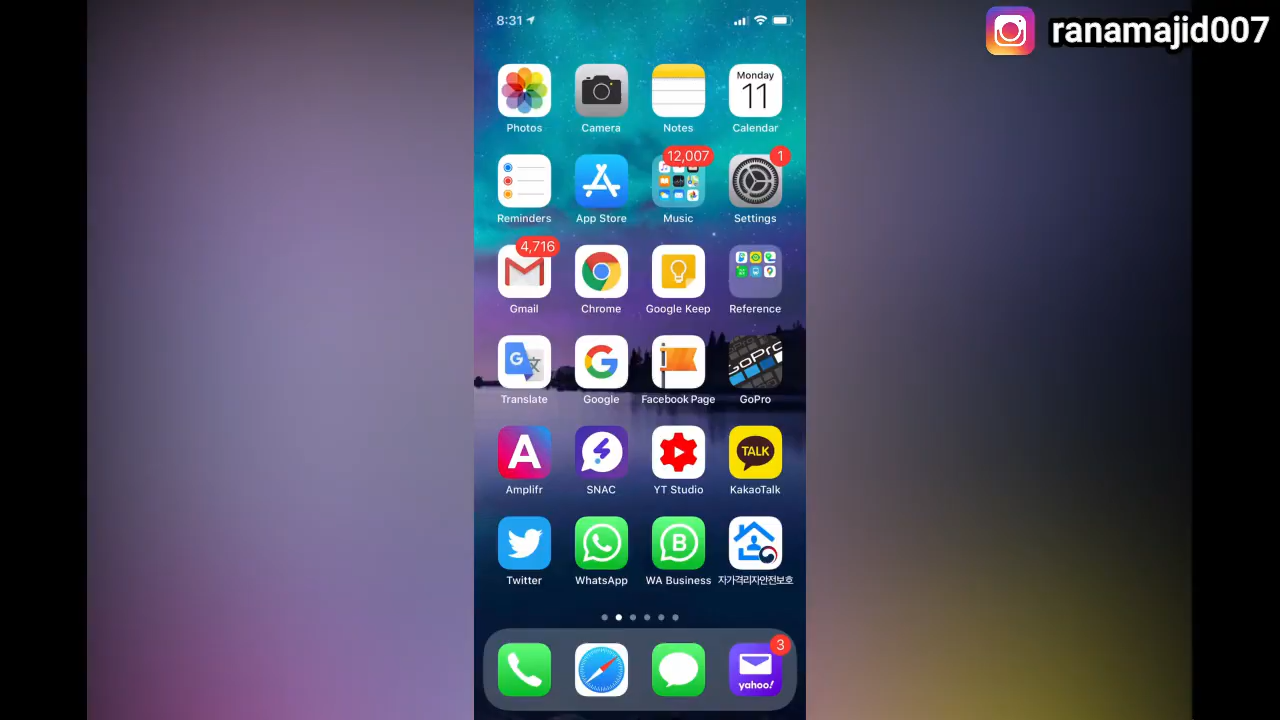 ranamajid007
8:31
Monday
11
Photos Camera Notes Calendar
12,007 1
Reminders App Store Music Settings
4,716
Gmail Chrome Google Keep Reference
G
GoPro
Translate Google Facebook Page GoPro
A TALK
Amplifr SNAC YT Studio KakaoTalk
B
Twitter WhatsApp WA Business 자가격리자안전보호
3
yahoo!